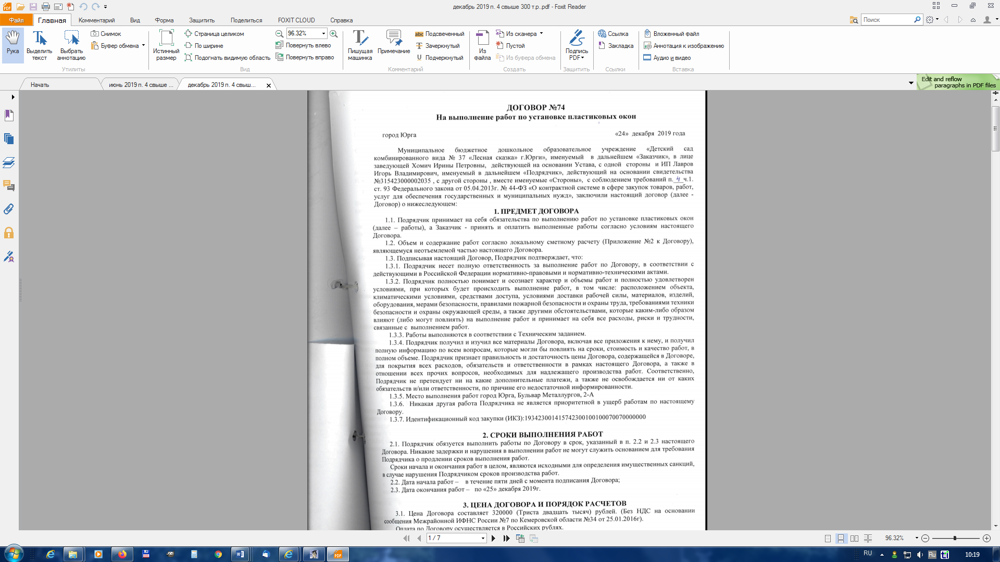 декабрь 2019 п. 4 свыше 300 т.р..pdf - Foxit Reader
Файл
Главная
Комментарий
Вид
Форма
Защитить
Поделиться
FOXIT CLOUD
Справка
Поиск
Рука
Выделить текст
Выбрать аннотацию
Снимок
Буфер обмена
Утилиты
Истинный размер
Страница целиком
По ширине
Подогнать видимую область
96.32%
Повернуть влево
Повернуть вправо
Вид
Пишущая машинка
Примечание
Подсвеченный
Зачеркнутый
Подчеркнутый
Комментарий
Из файла
Из сканера
Пустой
Из буфера обмена
Создать
Подпись PDF
Защитить
Ссылка
Закладка
Ссылки
Вложенный файл
Аннотация к изображению
Аудио и видео
Вставка
Начать
июнь 2019 п. 4 свыше ...
декабрь 2019 п. 4 свыш...
Edit and reflow
paragraphs in PDF files
ДОГОВОР №74
На выполнение работ по установке пластиковых окон
город Юрга «24» декабря 2019 года
Муниципальное бюджетное дошкольное образовательное учреждение «Детский сад
комбинированного вида № 37 «Лесная сказка» г.Юрги», именуемый в дальнейшем «Заказчик», в лице
заведующей Хомич Ирины Петровны, действующей на основании Устава, с одной стороны и ИП Лавров
Игорь Владимирович, именуемый в дальнейшем «Подрядчик», действующий на основании свидетельства
№315423000002035 , с другой стороны , вместе именуемые «Стороны», с соблюдением требований п. 4 ч.1.
ст. 93 Федерального закона от 05.04.2013г. № 44-ФЗ «О контрактной системе в сфере закупок товаров, работ,
услуг для обеспечения государственных и муниципальных нужд», заключили настоящий договор (далее -
Договор) о нижеследующем:
1. ПРЕДМЕТ ДОГОВОРА
1.1. Подрядчик принимает на себя обязательства по выполнению работ по установке пластиковых окон
(далее – работы), а Заказчик - принять и оплатить выполненные работы согласно условиям настоящего
Договора.
1.2. Объем и содержание работ согласно локальному сметному расчету (Приложение №2 к Договору),
являющемуся неотъемлемой частью настоящего Договора.
1.3. Подписывая настоящий Договор, Подрядчик подтверждает, что:
1.3.1. Подрядчик несет полную ответственность за выполнение работ по Договору, в соответствии с
действующими в Российской Федерации нормативно-правовыми и нормативно-техническими актами.
1.3.2. Подрядчик полностью понимает и осознает характер и объемы работ и полностью удовлетворен
условиями, при которых будет происходить выполнение работ, в том числе: расположением объекта,
климатическими условиями, средствами доступа, условиями доставки рабочей силы, материалов, изделий,
оборудования, мерами безопасности, правилами пожарной безопасности и охраны труда, требованиями техники
безопасности и охраны окружающей среды, а также другими обстоятельствами, которые каким-либо образом
влияют (либо могут повлиять) на выполнение работ и принимает на себя все расходы, риски и трудности,
связанные с выполнением работ.
1.3.3. Работы выполняются в соответствии с Техническим заданием.
1.3.4. Подрядчик получил и изучил все материалы Договора, включая все приложения к нему, и получил
полную информацию по всем вопросам, которые могли бы повлиять на сроки, стоимость и качество работ, в
полном объеме. Подрядчик признает правильность и достаточность цены Договора, содержащейся в Договоре,
для покрытия всех расходов, обязательств и ответственности в рамках настоящего Договора, а также в
отношении всех прочих вопросов, необходимых для надлежащего производства работ. Соответственно,
Подрядчик не претендует ни на какие дополнительные платежи, а также не освобождается ни от каких
обязательств и/или ответственности, по причине его недостаточной информированности.
1.3.5. Место выполнения работ город Юрга, Бульвар Металлургов, 2-А
1.3.6. Никакая другая работа Подрядчика не является приоритетной в ущерб работам по настоящему
Договору.
1.3.7. Идентификационный код закупки (ИКЗ):193423001415742300100100070070000000
2. СРОКИ ВЫПОЛНЕНИЯ РАБОТ
2.1. Подрядчик обязуется выполнить работы по Договору в срок, указанный в п. 2.2 и 2.3 настоящего
Договора. Никакие задержки и нарушения в выполнении работ не могут служить основанием для требования
Подрядчика о продлении сроков выполнения работ.
Сроки начала и окончания работ в целом, являются исходными для определения имущественных санкций,
в случае нарушения Подрядчиком сроков производства работ.
2.2. Дата начала работ – в течение пяти дней с момента подписания Договора;
2.3. Дата окончания работ – по «25» декабря 2019г.
3. ЦЕНА ДОГОВОРА И ПОРЯДОК РАСЧЕТОВ
3.1. Цена Договора составляет 320000 (Триста двадцать тысяч) рублей. (Без НДС на основании
сообщения Межрайонной ИФНС России №7 по Кемеровской области №34 от 25.01.2016г).
Оплата по Договору осуществляется в Российских рублях.
1 / 7
96.32%
RU
Ru
10:19